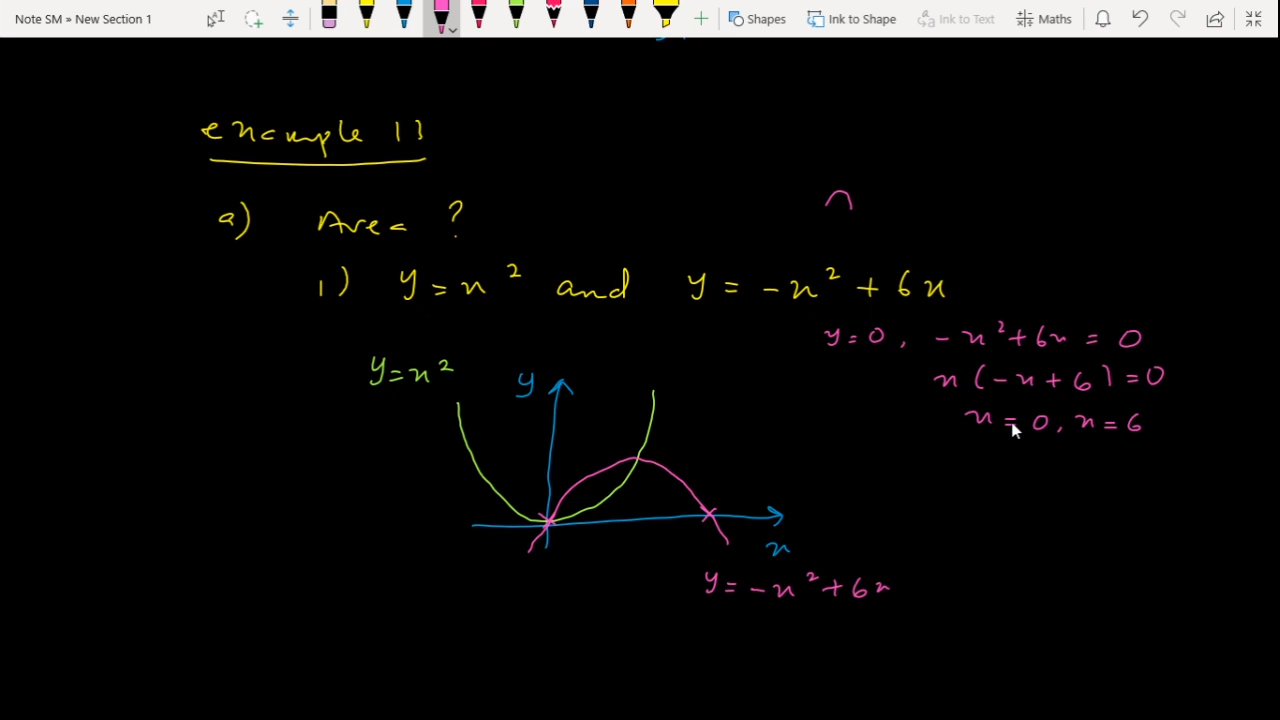 Note SM » New Section 1
Shapes
Ink to Shape
Ink to Text
Maths
example 11
a) Area ?
1) y = x² and y = -x² + 6x
y = 0, -x² + 6x = 0
x (-x + 6) = 0
x = 0, x = 6
y = x²
y
x
y = -x² + 6x